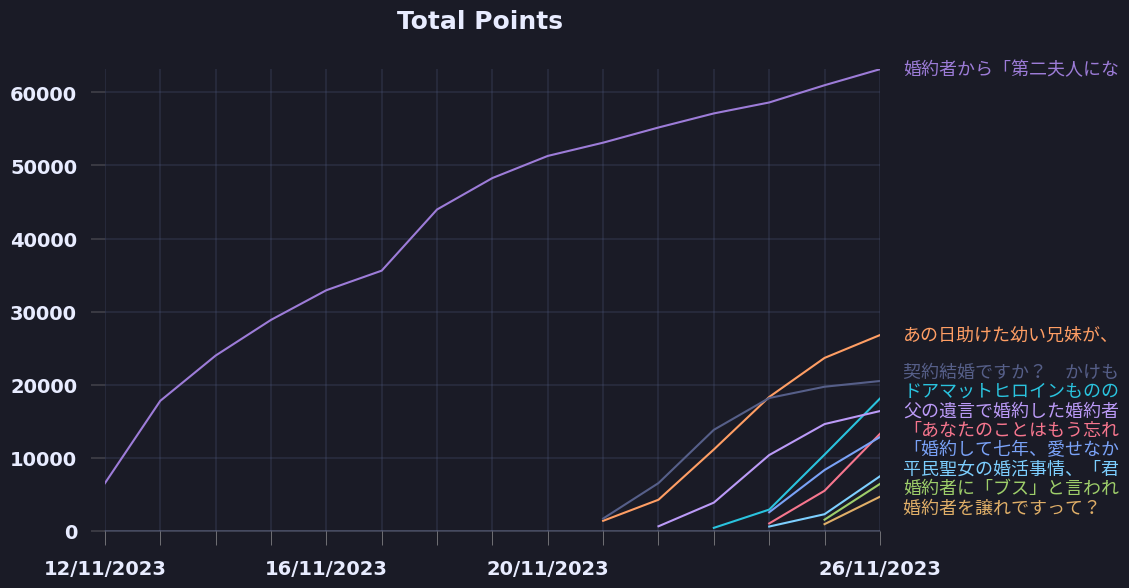 Total Points
60000
50000
40000
30000
20000
10000
0
12/11/2023
16/11/2023
20/11/2023
26/11/2023
婚約者から「第二夫人にな
あの日助けた幼い兄妹が、
契約結婚ですか？　かけも
ドアマットヒロインものの
父の遺言で婚約した婚約者
「あなたのことはもう忘れ
「婚約して七年、愛せなか
平民聖女の婚活事情、「君
婚約者に「ブス」と言われ
婚約者を譲れですって？